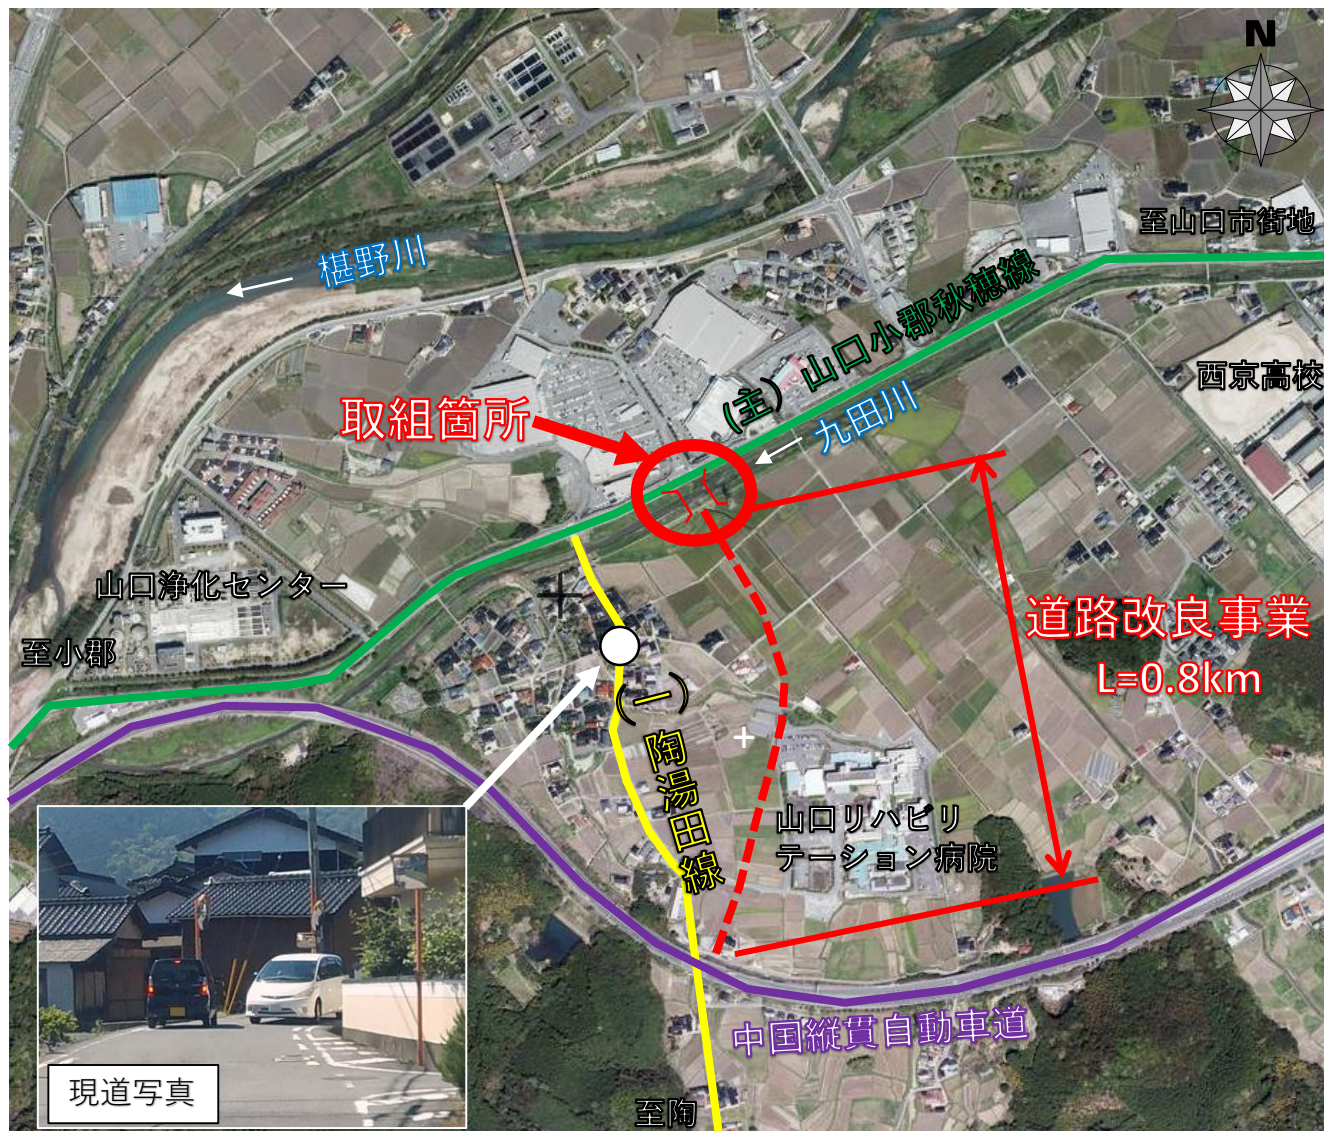 N
至山口市街地
椹野川
(主) 山口小郡秋穂線
西京高校
取組箇所
九田川
山口浄化センター
道路改良事業
L=0.8km
至小郡
(一)陶湯田線
山口リハビリ
テーション病院
中国縦貫自動車道
現道写真
至陶